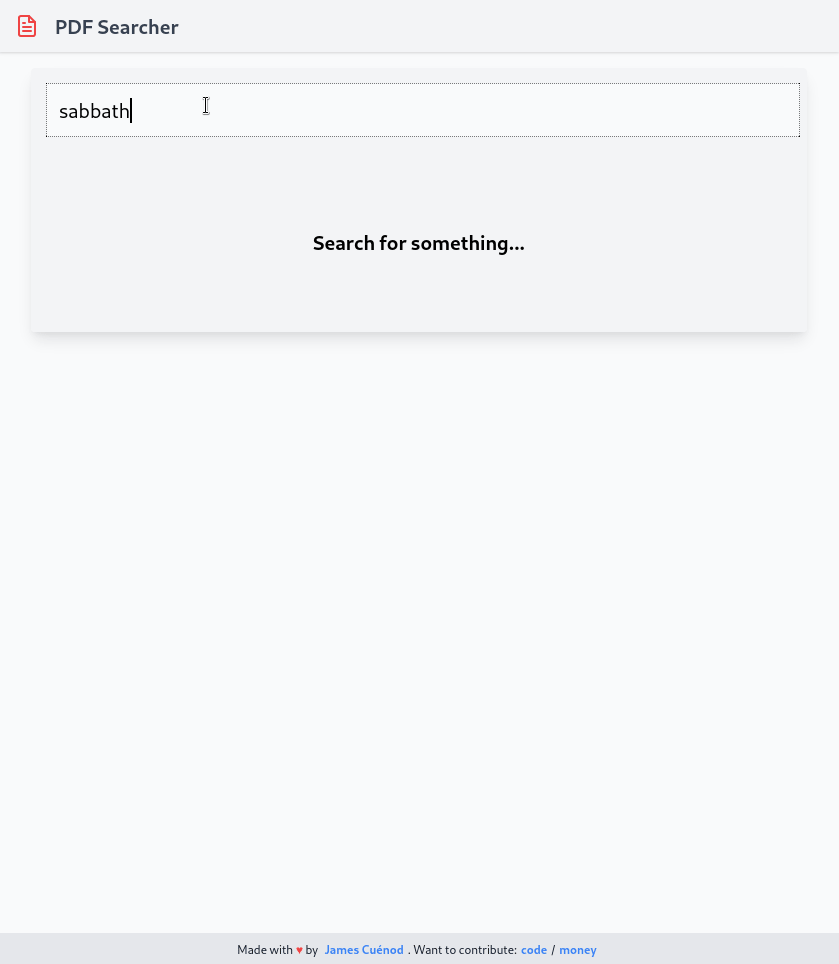 PDF Searcher
sabbath
Search for something...
Made with ♥ by James Cuénod . Want to contribute: code / money